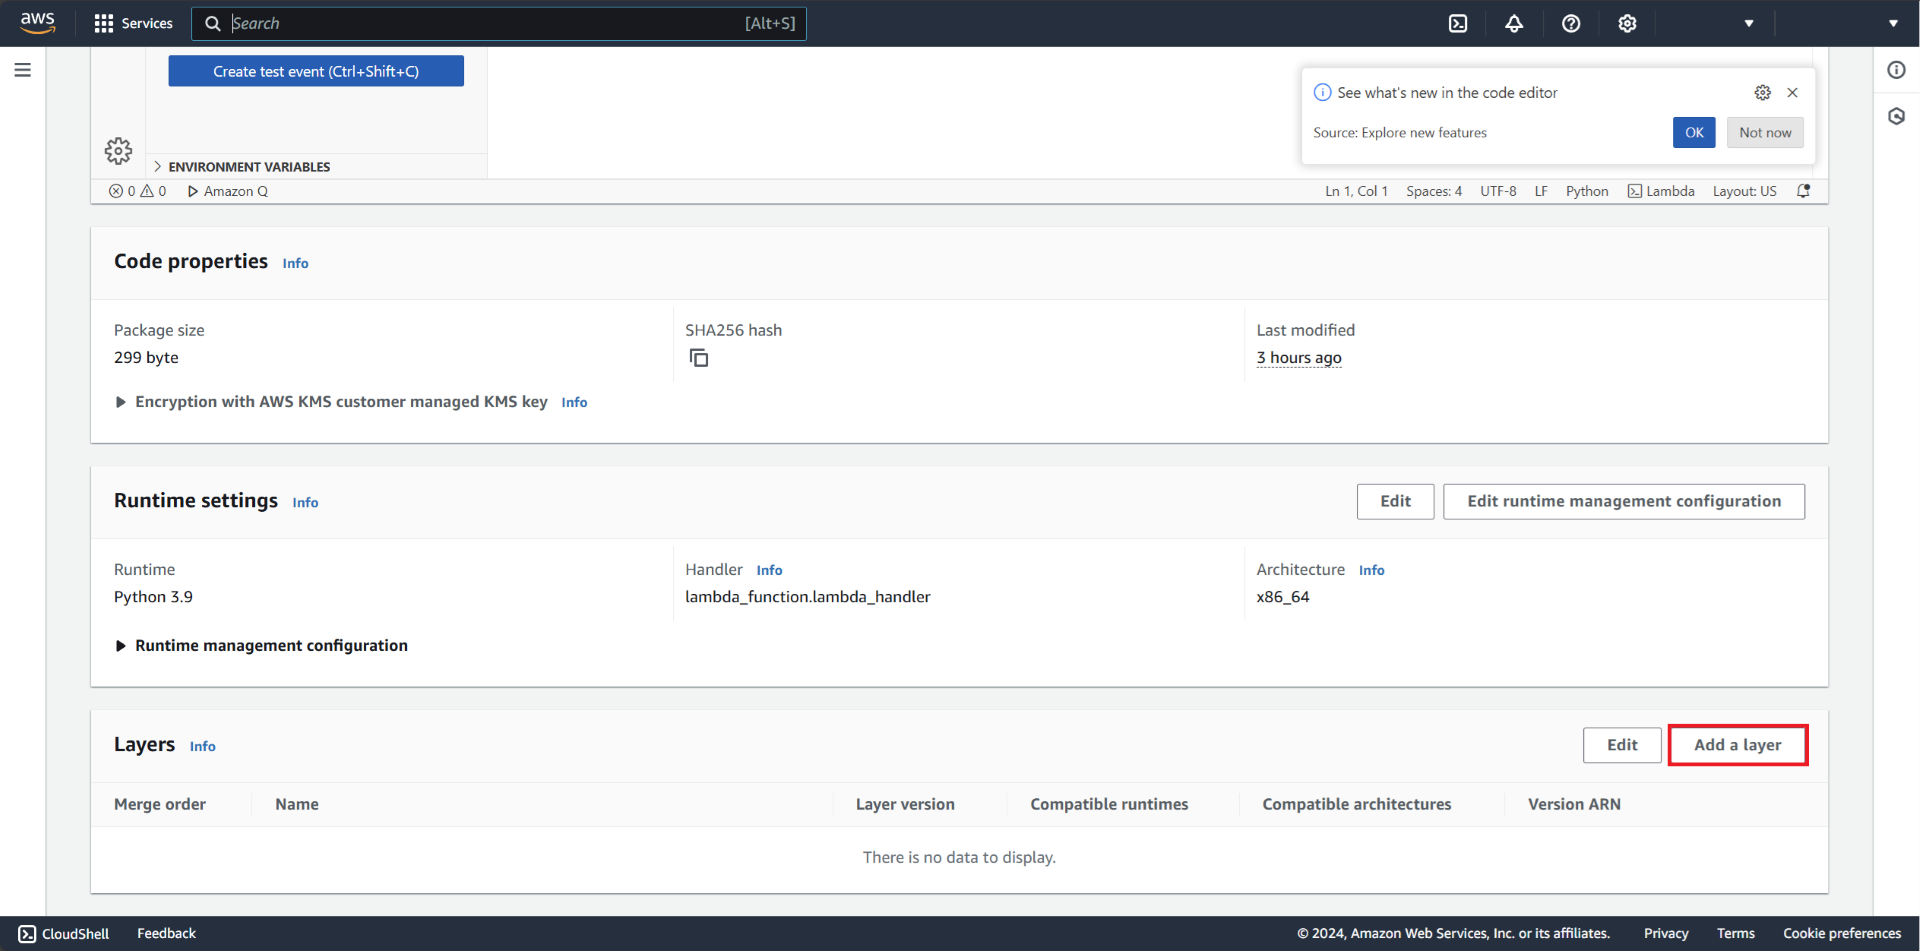 aws
Services
Search
[Alt+S]
Create test event (Ctrl+Shift+C)
See what's new in the code editor
Source: Explore new features
OK
Not now
ENVIRONMENT VARIABLES
0 0 Amazon Q
Ln 1, Col 1 Spaces: 4 UTF-8 LF Python Lambda Layout: US
Code properties Info
Package size
299 byte
SHA256 hash
Last modified
3 hours ago
Encryption with AWS KMS customer managed KMS key Info
Runtime settings Info
Edit
Edit runtime management configuration
Runtime
Python 3.9
Handler Info
lambda_function.lambda_handler
Architecture Info
x86_64
Runtime management configuration
Layers Info
Edit
Add a layer
Merge order Name Layer version Compatible runtimes Compatible architectures Version ARN
There is no data to display.
CloudShell Feedback
© 2024, Amazon Web Services, Inc. or its affiliates. Privacy Terms Cookie preferences